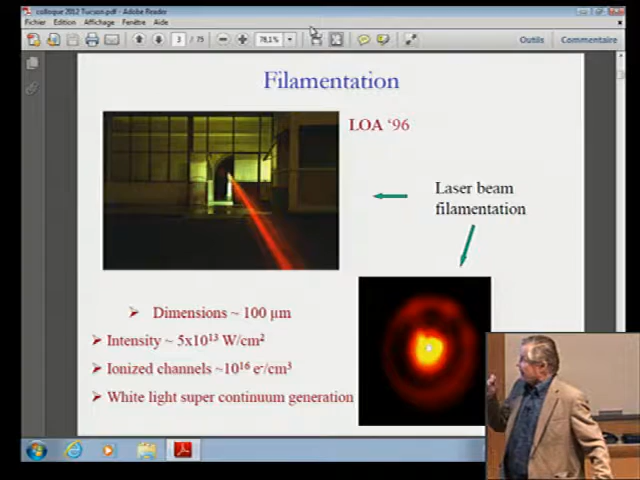 colloque 2012 Tucson.pdf - Adobe Reader
Fichier Edition Affichage Fenêtre Aide
3 / 75 78,1% Outils Commentaire
Filamentation
LOA ‘96
Laser beam
filamentation
Dimensions ~ 100 μm
Intensity ~ 5x10¹³ W/cm²
Ionized channels ~10¹⁶ e⁻/cm³
White light super continuum generation